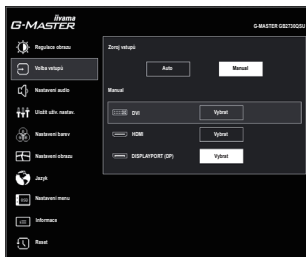 iiyama
G-MASTER
G-MASTER GB2730QSU
Regulace obrazu
Volba vstupů
Nastavení audio
Uložit uživ. nastav.
Nastavení barev
Nastavení obrazu
Jazyk
Nastavení menu
Informace
Reset
Zdroj vstupů
Auto
Manual
Manual
DVI
Vybrat
HDMI
Vybrat
DISPLAYPORT (DP)
Vybrat